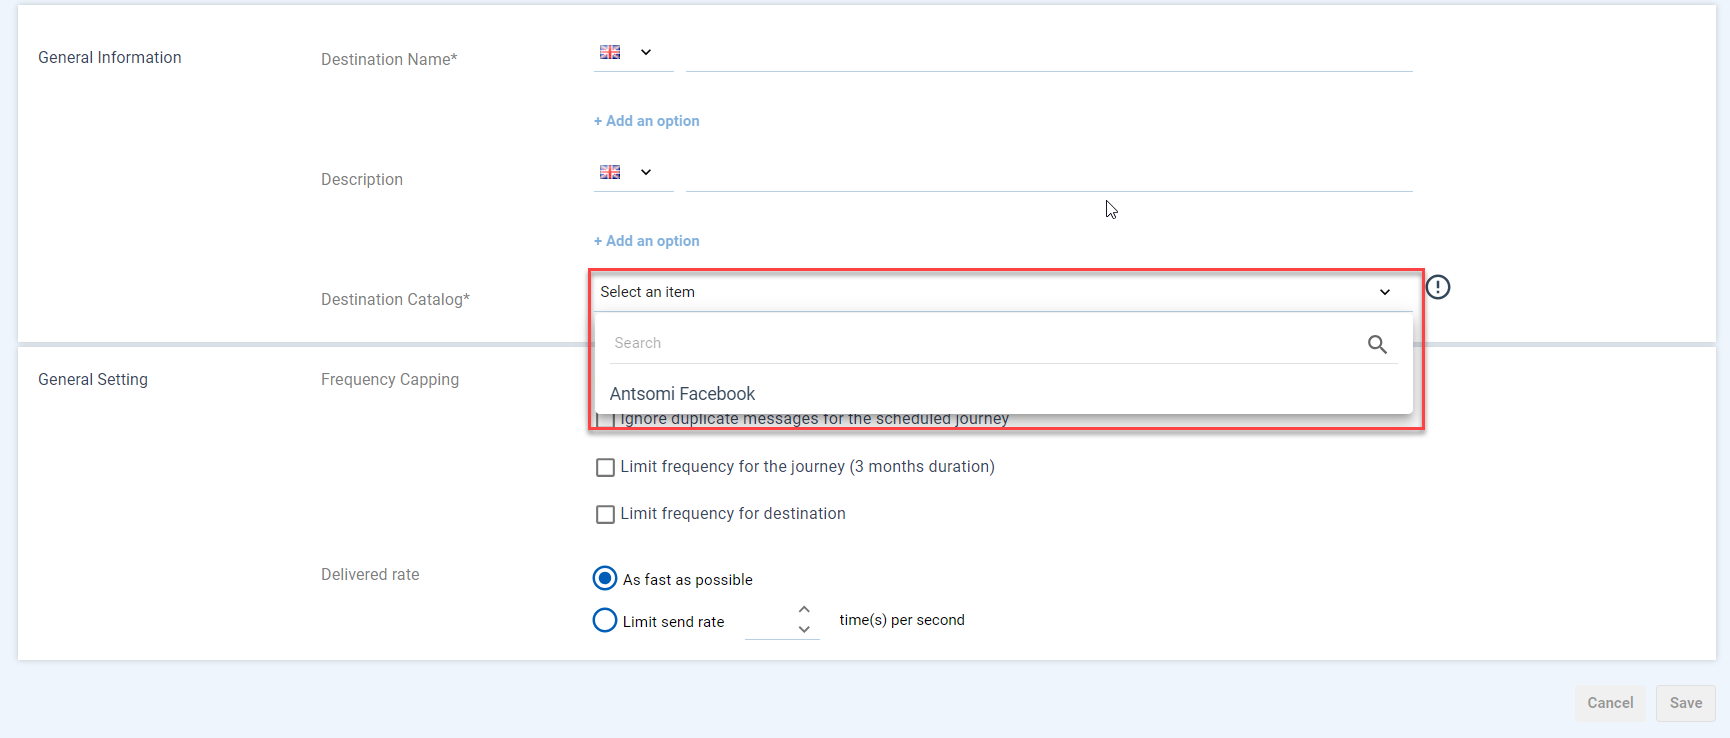 General Information
Destination Name*
+ Add an option
Description
+ Add an option
Destination Catalog*
Select an item
Search
Antsomi Facebook
General Setting
Frequency Capping
Ignore duplicate messages for the scheduled journey
Limit frequency for the journey (3 months duration)
Limit frequency for destination
Delivered rate
As fast as possible
Limit send rate time(s) per second
Cancel Save